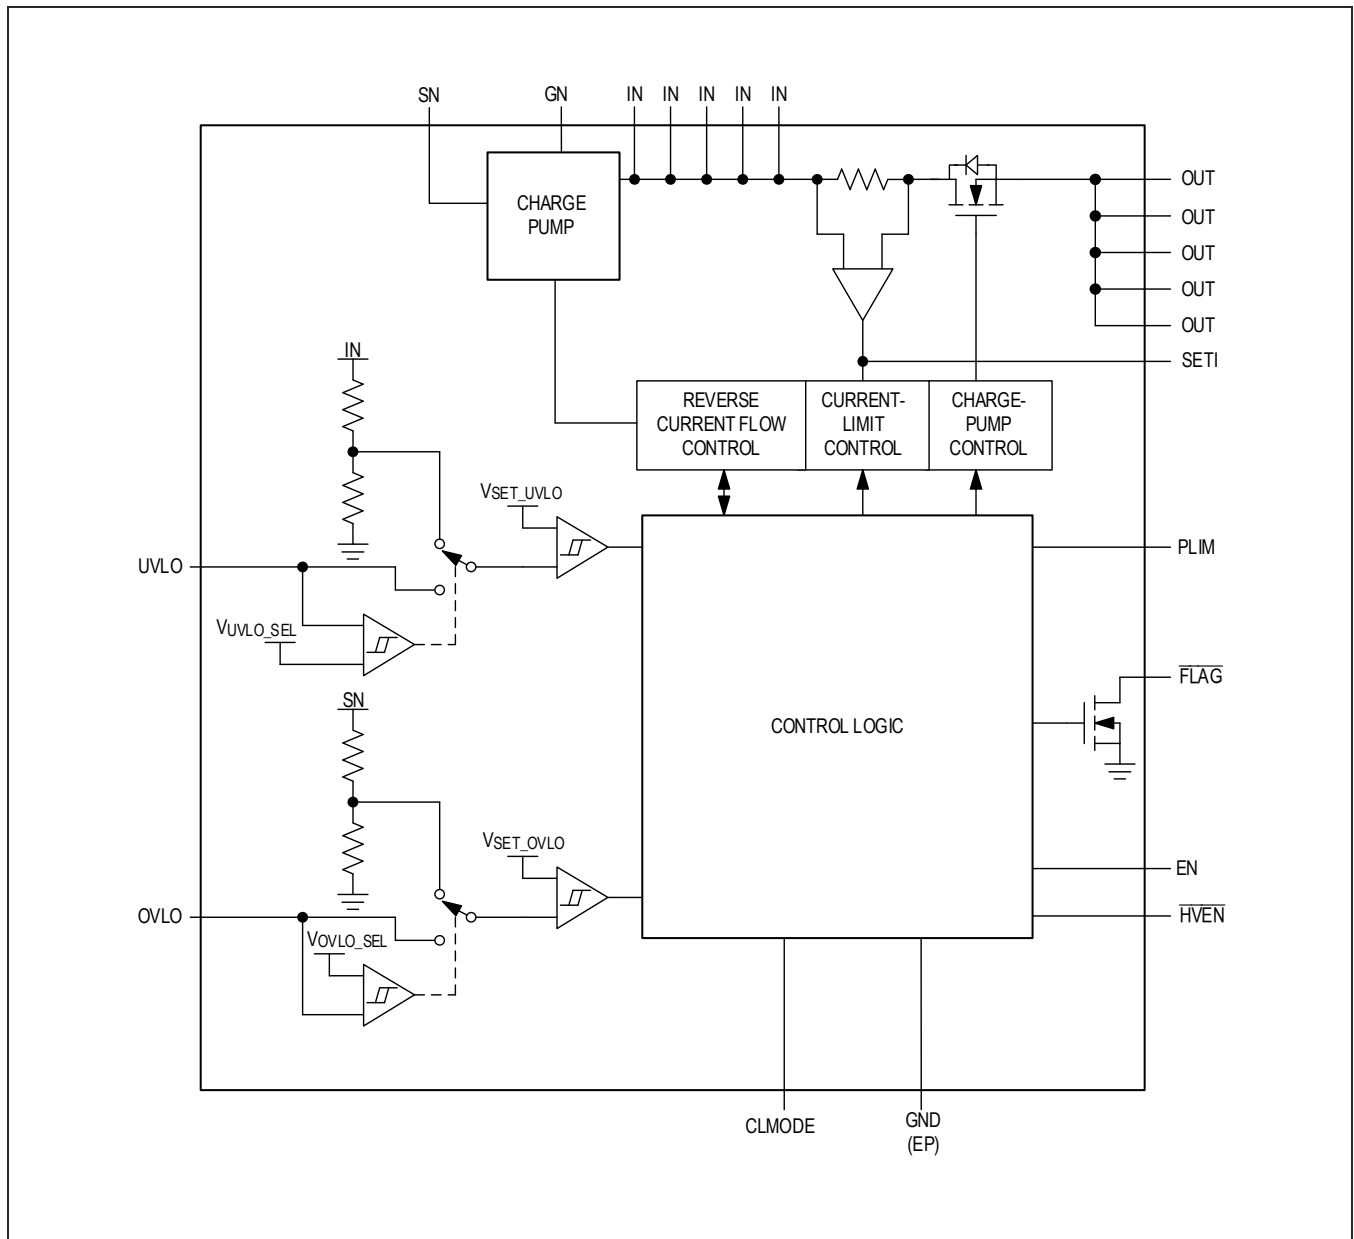 SN
GN
IN
IN
IN
IN
IN
CHARGE
PUMP
OUT
OUT
OUT
OUT
OUT
SETI
IN
REVERSE
CURRENT FLOW
CONTROL
CURRENT-
LIMIT
CONTROL
CHARGE-
PUMP
CONTROL
VSET_UVLO
UVLO
PLIM
VUVLO_SEL
FLAG
SN
CONTROL LOGIC
VSET_OVLO
EN
OVLO
HVEN
VOVLO_SEL
CLMODE
GND
(EP)